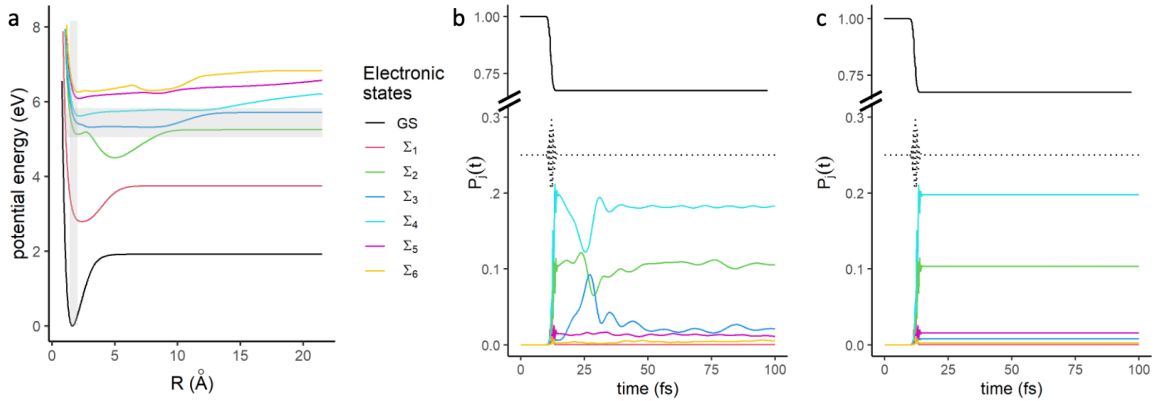 a
potential energy (eV)
8
6
4
2
0
0
5
10
15
20
R (Å)
Electronic
states
GS
Σ₁
Σ₂
Σ₃
Σ₄
Σ₅
Σ₆
b
1.00
0.75
0.3
0.2
0.1
0.0
Pⱼ(t)
0
25
50
75
100
time (fs)
c
1.00
0.75
0.3
0.2
0.1
0.0
Pⱼ(t)
0
25
50
75
100
time (fs)